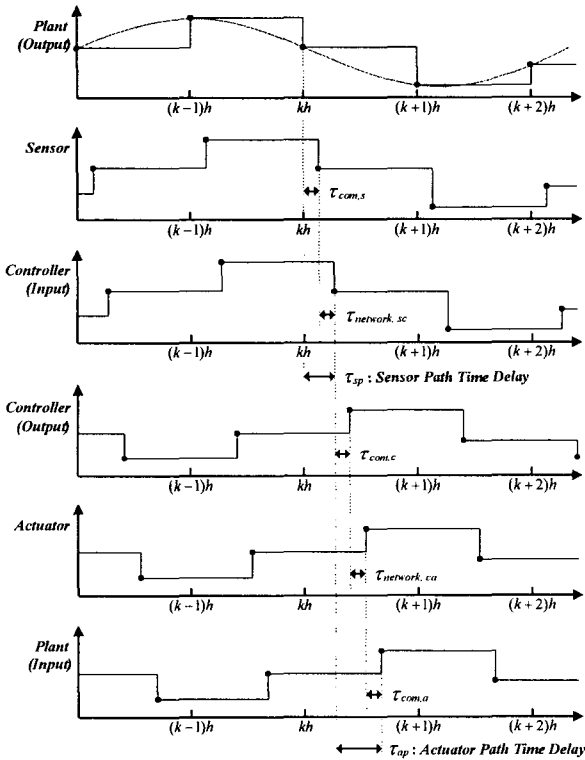 Plant
(Output)
(k−1)h kh (k+1)h (k+2)h
Sensor
τcom,s
(k−1)h kh (k+1)h (k+2)h
Controller
(Input)
τnetwork, sc
(k−1)h kh (k+1)h (k+2)h
τsp : Sensor Path Time Delay
Controller
(Output)
τcom,c
(k−1)h kh (k+1)h (k+2)h
Actuator
τnetwork, ca
(k−1)h kh (k+1)h (k+2)h
Plant
(Input)
τcom,a
(k−1)h kh (k+1)h (k+2)h
τap : Actuator Path Time Delay